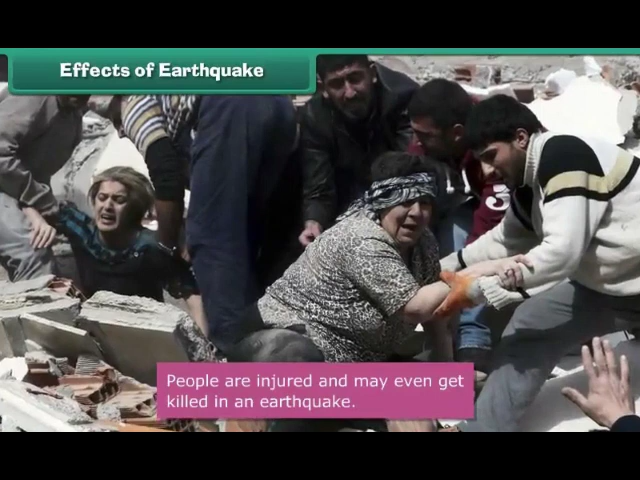 Effects of Earthquake
People are injured and may even get
killed in an earthquake.